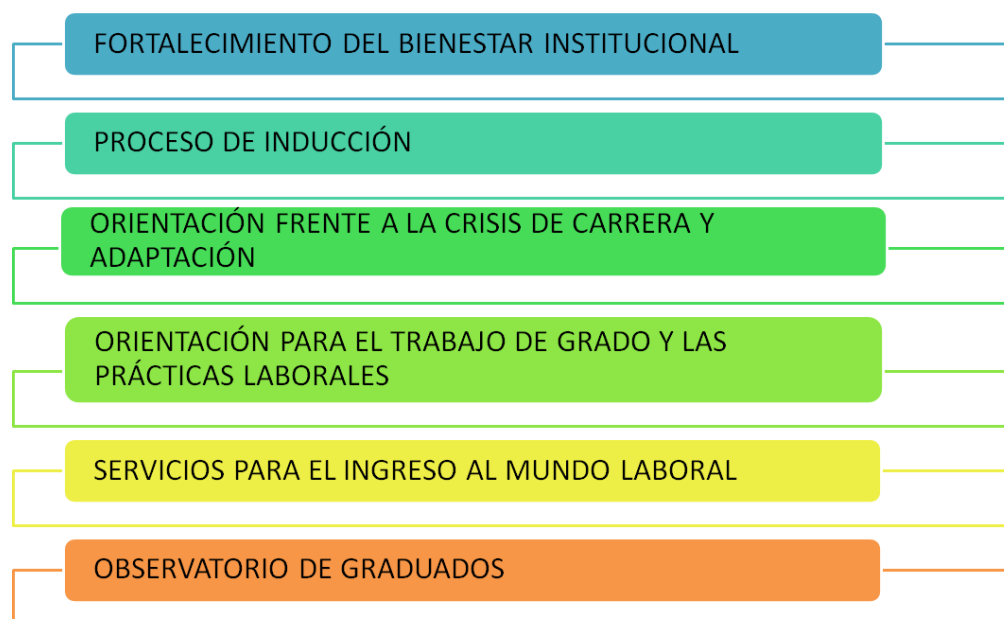 FORTALECIMIENTO DEL BIENESTAR INSTITUCIONAL
PROCESO DE INDUCCIÓN
ORIENTACIÓN FRENTE A LA CRISIS DE CARRERA Y
ADAPTACIÓN
ORIENTACIÓN PARA EL TRABAJO DE GRADO Y LAS
PRÁCTICAS LABORALES
SERVICIOS PARA EL INGRESO AL MUNDO LABORAL
OBSERVATORIO DE GRADUADOS